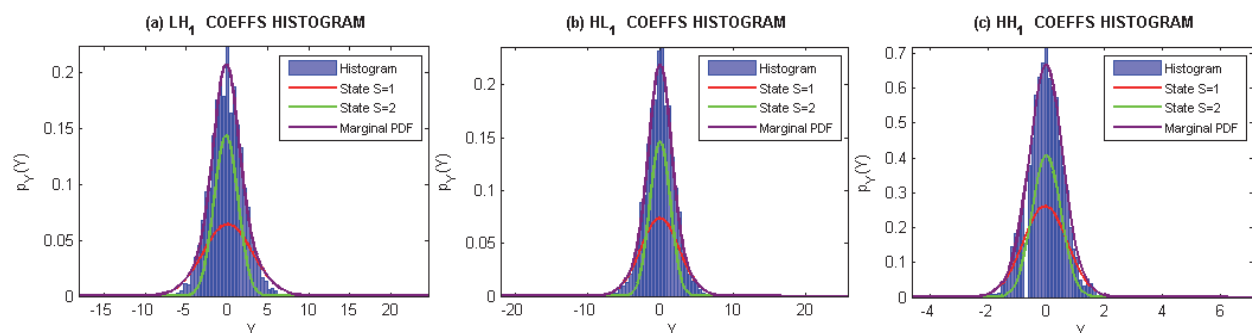 (a) LH1 COEFFS HISTOGRAM
0.2
0.15
0.1
0.05
0
pY(Y)
Histogram
State S=1
State S=2
Marginal PDF
-15 -10 -5 0 5 10 15 20
Y
(b) HL1 COEFFS HISTOGRAM
0.2
0.15
0.1
0.05
0
pY(Y)
Histogram
State S=1
State S=2
Marginal PDF
-20 -10 0 10 20
Y
(c) HH1 COEFFS HISTOGRAM
0.7
0.6
0.5
0.4
0.3
0.2
0.1
0
pY(Y)
Histogram
State S=1
State S=2
Marginal PDF
-4 -2 0 2 4 6
Y